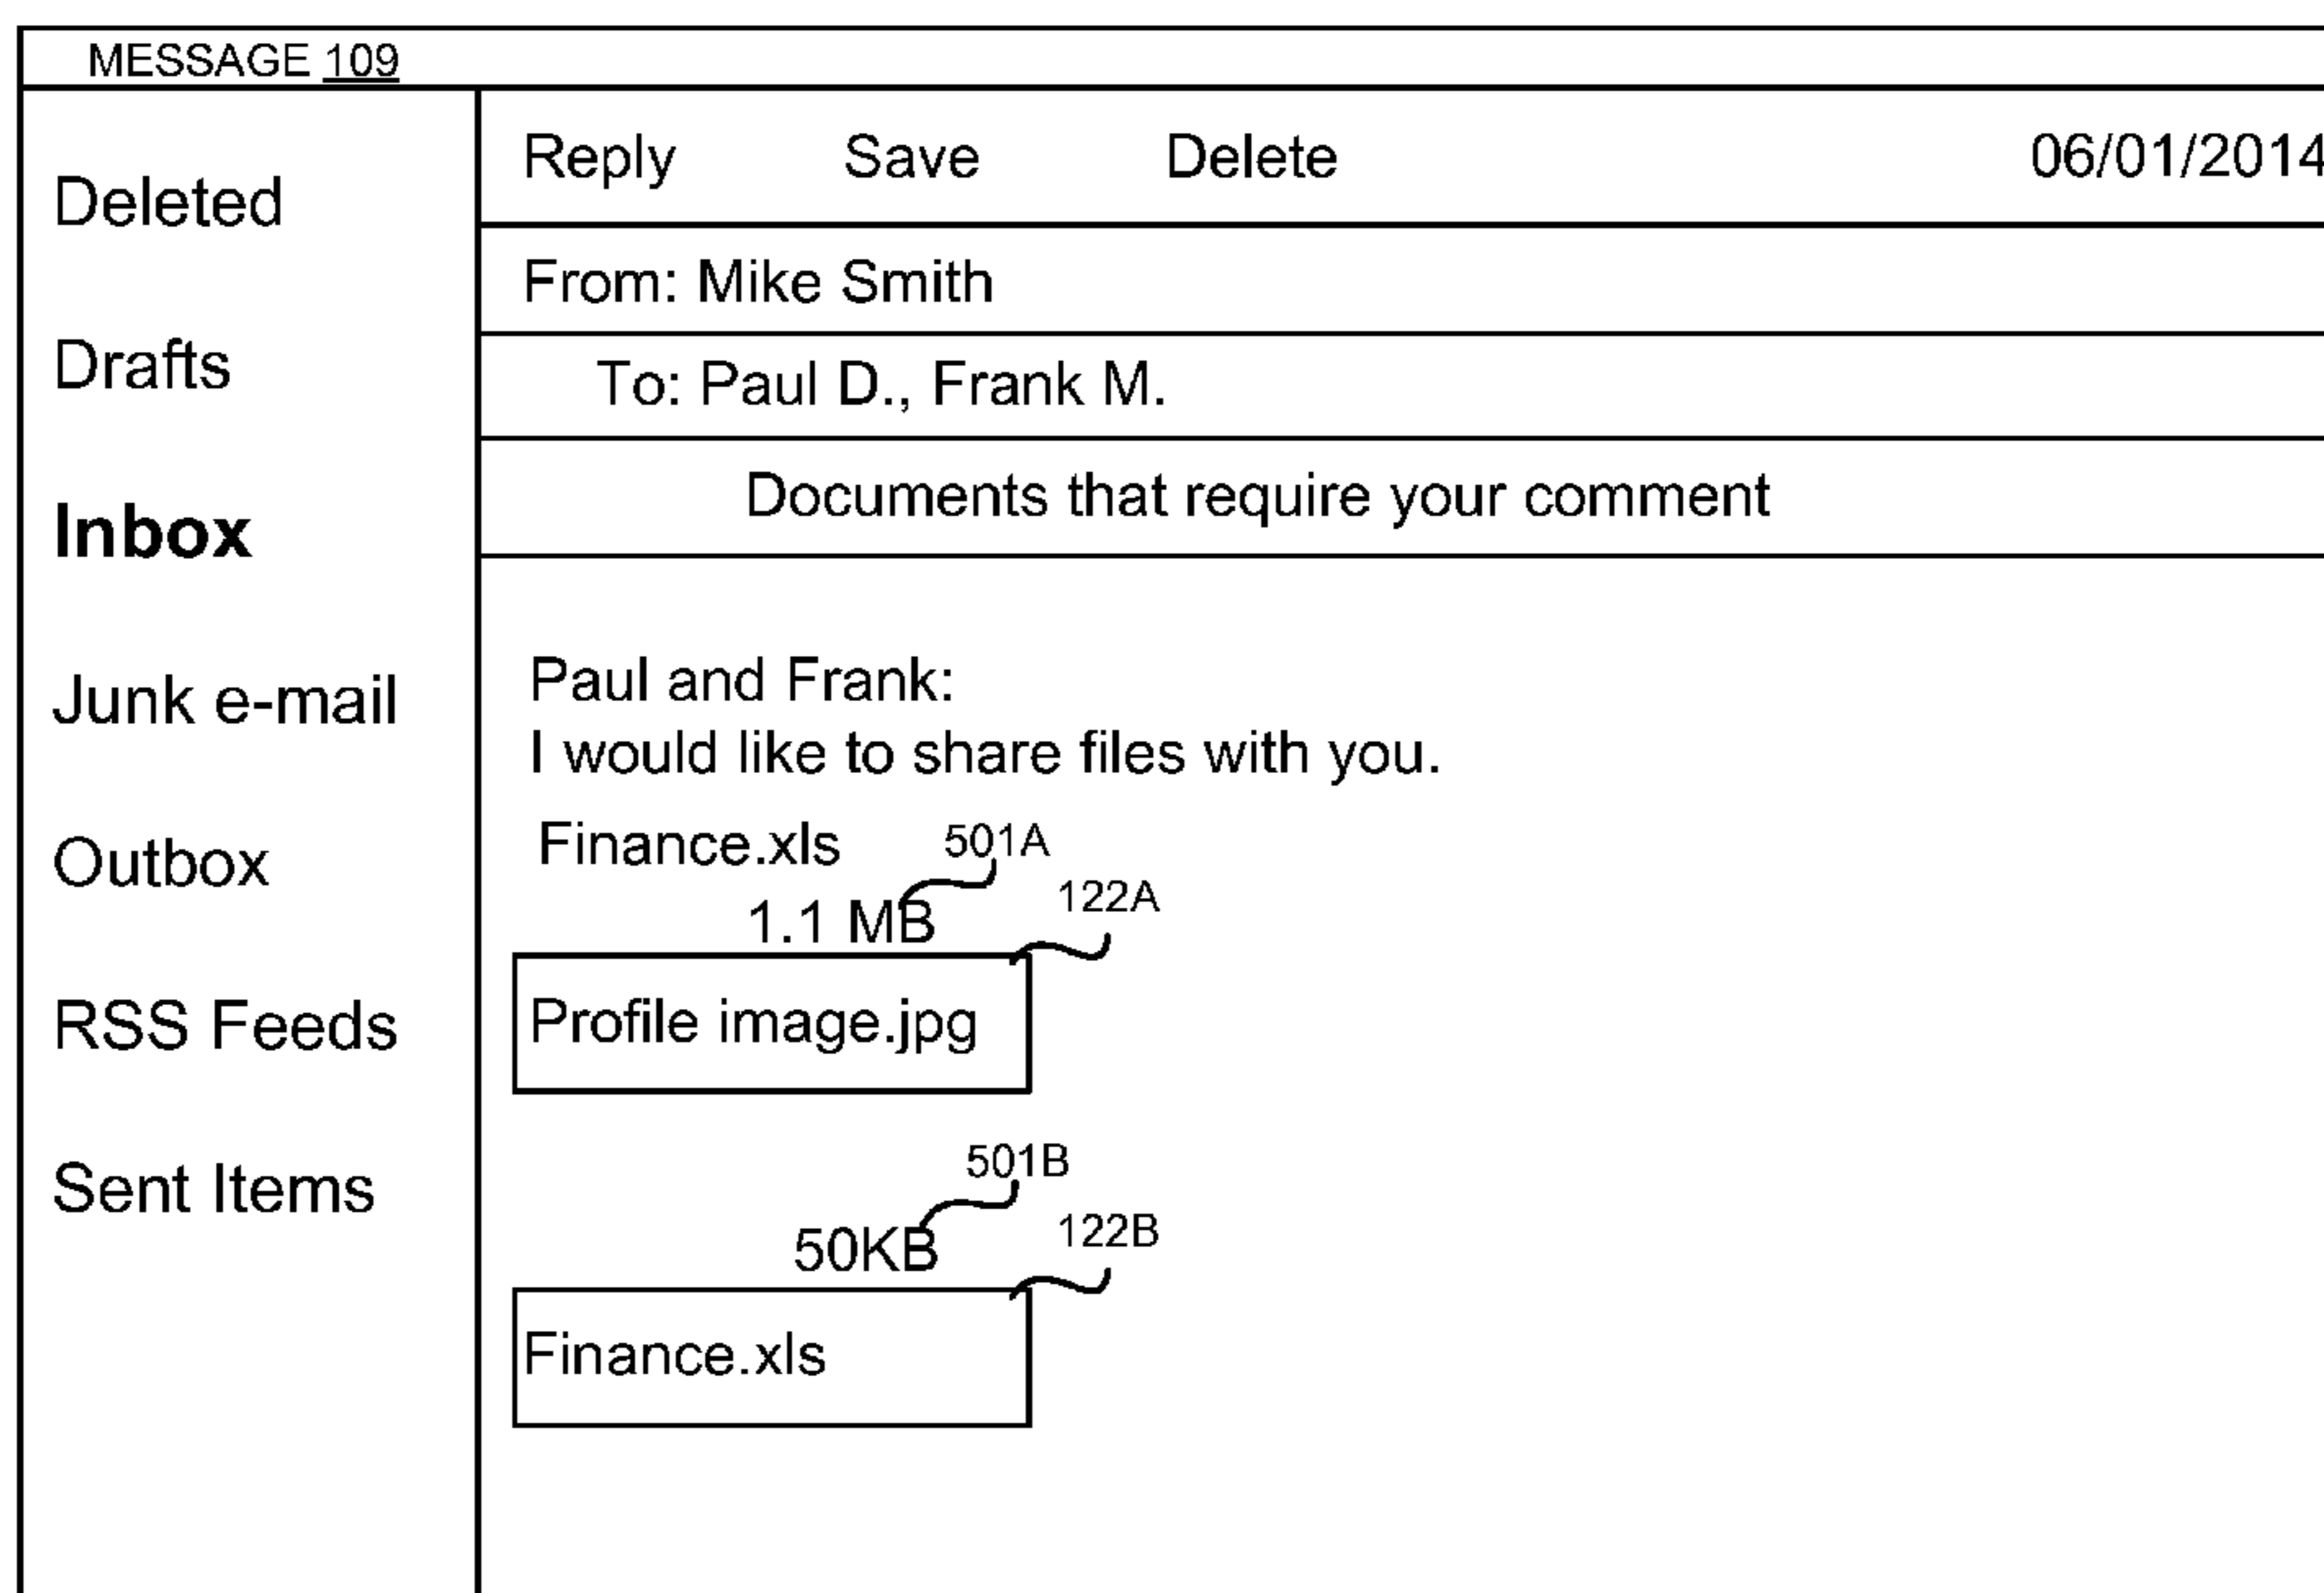 MESSAGE 109
Deleted
Drafts
Inbox
Junk e-mail
Outbox
RSS Feeds
Sent Items
Reply Save Delete 06/01/2014
From: Mike Smith
To: Paul D., Frank M.
Documents that require your comment
Paul and Frank:
I would like to share files with you.
Finance.xls 501A
1.1 MB 122A
Profile image.jpg
501B
50KB 122B
Finance.xls